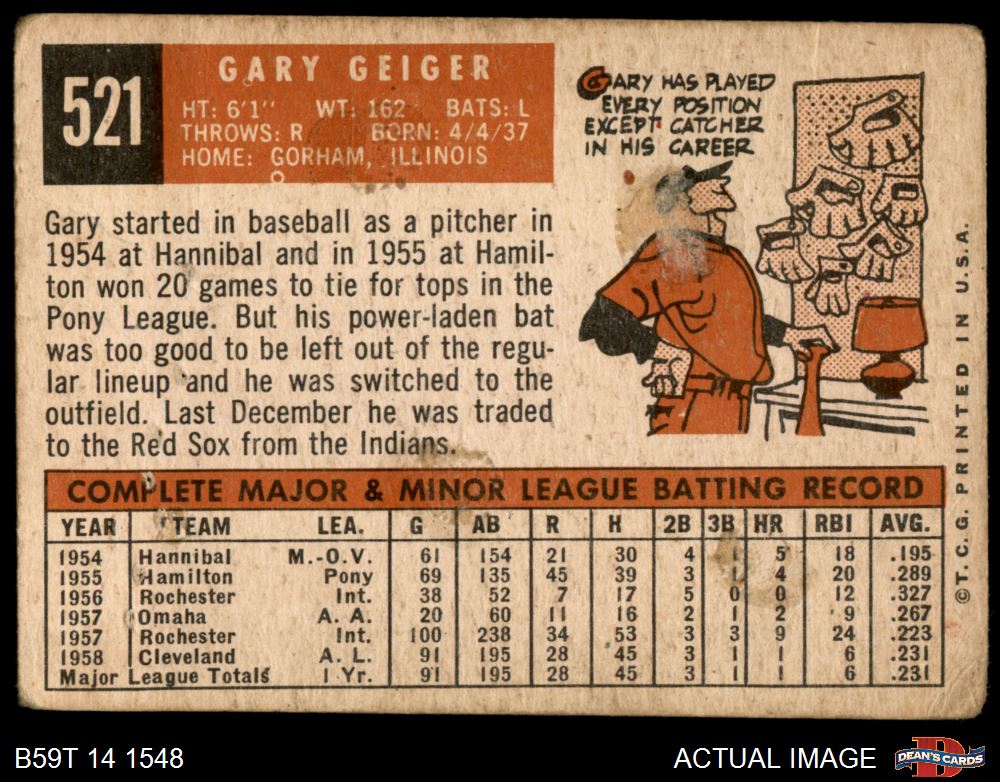 521
GARY GEIGER
HT: 6'1" WT: 162 BATS: L
THROWS: R BORN: 4/4/37
HOME: GORHAM, ILLINOIS
Gary started in baseball as a pitcher in
1954 at Hannibal and in 1955 at Hamil-
ton won 20 games to tie for tops in the
Pony League. But his power-laden bat
was too good to be left out of the regu-
lar lineup and he was switched to the
outfield. Last December he was traded
to the Red Sox from the Indians.
GARY HAS PLAYED
EVERY POSITION
EXCEPT CATCHER
IN HIS CAREER
COMPLETE MAJOR & MINOR LEAGUE BATTING RECORD
YEAR TEAM LEA. G AB R H 2B 3B HR RBI AVG.
1954 Hannibal M.-O.V. 61 154 21 30 4 1 5 18 .195
1955 Hamilton Pony 69 135 45 39 3 1 4 20 .289
1956 Rochester Int. 38 52 7 17 5 0 0 12 .327
1957 Omaha A. A. 20 60 11 16 2 1 2 9 .267
1957 Rochester Int. 100 238 34 53 3 3 9 24 .223
1958 Cleveland A. L. 91 195 28 45 3 1 1 6 .231
Major League Totals 1 Yr. 91 195 28 45 3 1 1 6 .231
© T. C. G. PRINTED IN U.S.A.
B59T 14 1548
ACTUAL IMAGE
D
DEAN'S CARDS